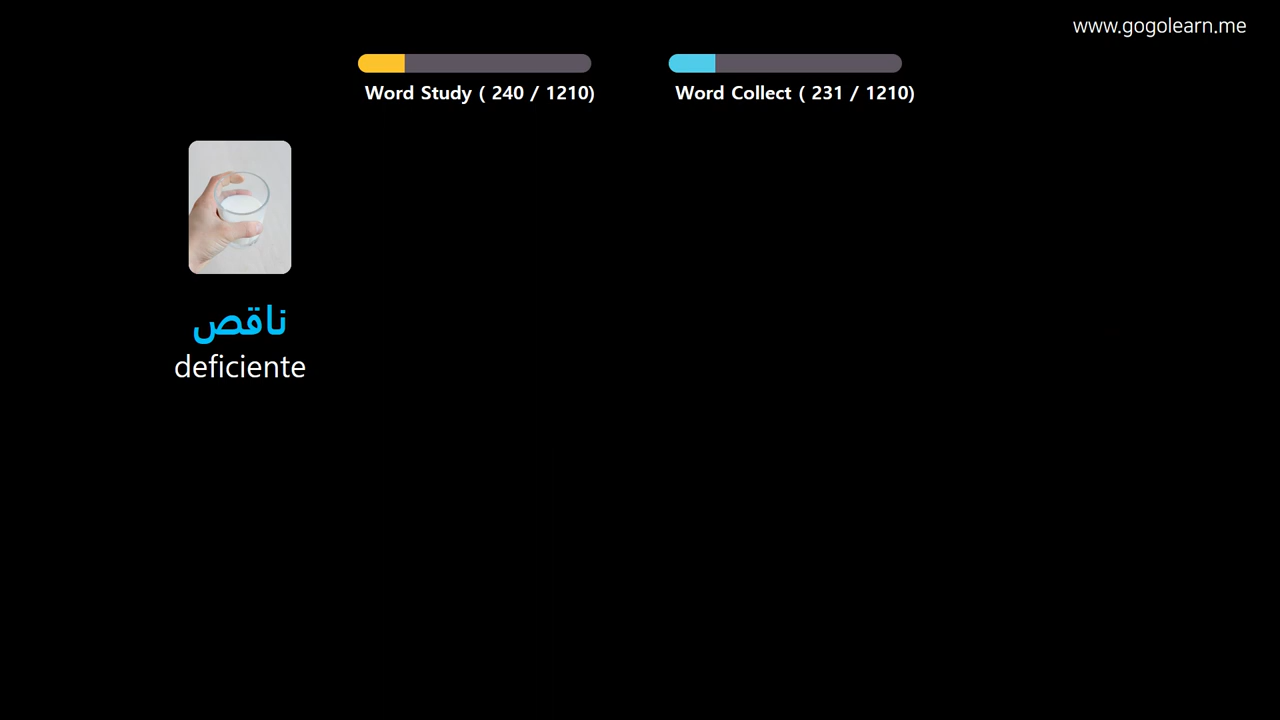 www.gogolearn.me
Word Study ( 240 / 1210)
Word Collect ( 231 / 1210)
ناقص
deficiente